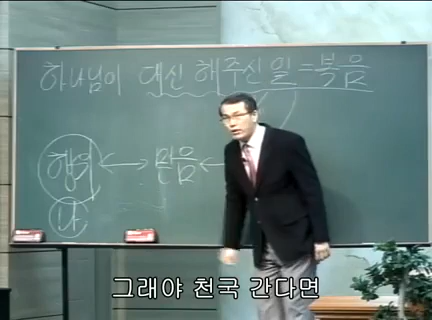 하나님이 대신 해주신 일 = 복음
행위 ↔ 믿음 ←
나
그래야 천국 간다면